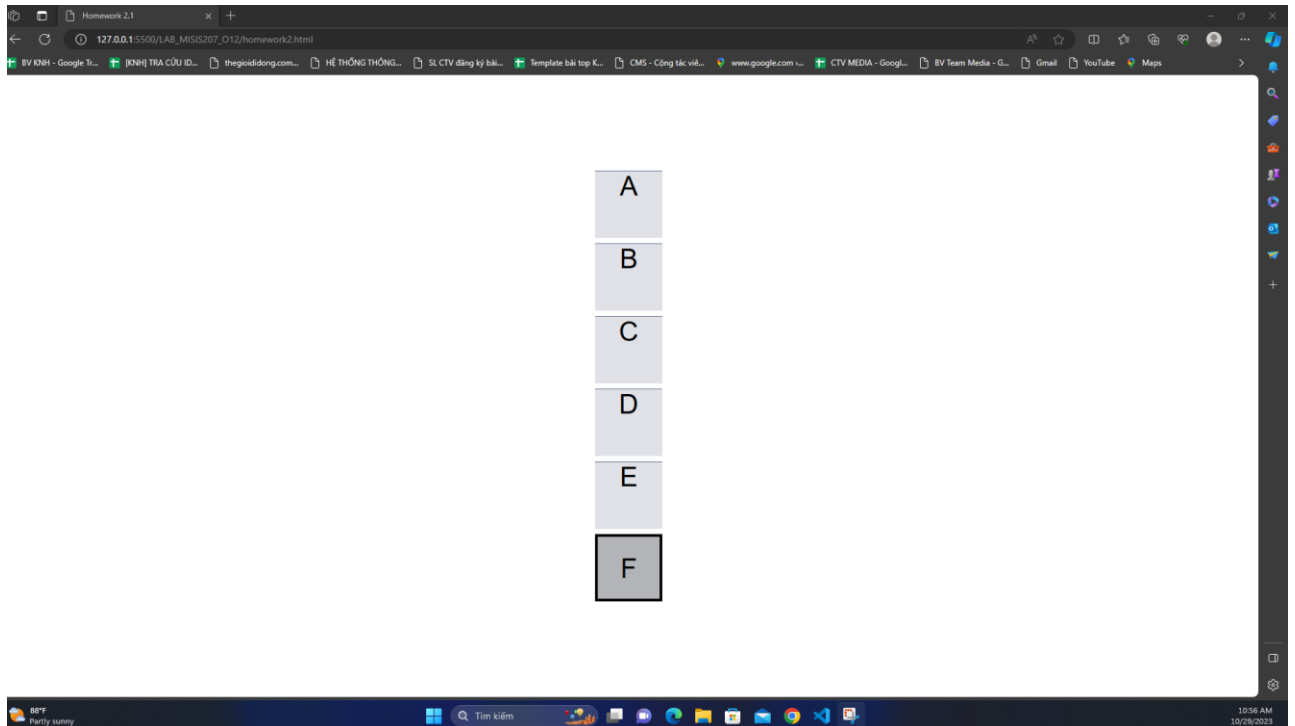 Homework 2.1
127.0.0.1:5500/LAB_MISIS207_O12/homework2.html
BV KNH - Google Tr... [KNH] TRA CỨU ID... thegioididong.com... HỆ THỐNG THÔNG... SL CTV đăng ký bài... Template bài top K... CMS - Cộng tác viê... www.google.com ›... CTV MEDIA - Googl... BV Team Media - G... Gmail YouTube Maps
A
B
C
D
E
F
88°F
Partly sunny
Tìm kiếm
10:56 AM
10/29/2023